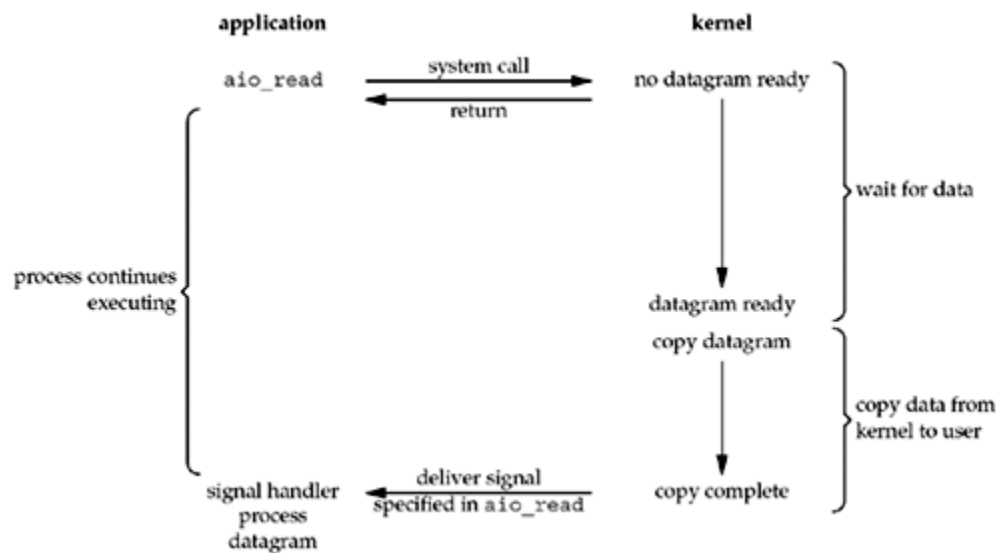 application
kernel
aio_read
system call
no datagram ready
return
wait for data
process continues
executing
datagram ready
copy datagram
copy data from
kernel to user
signal handler
process
datagram
deliver signal
specified in aio_read
copy complete